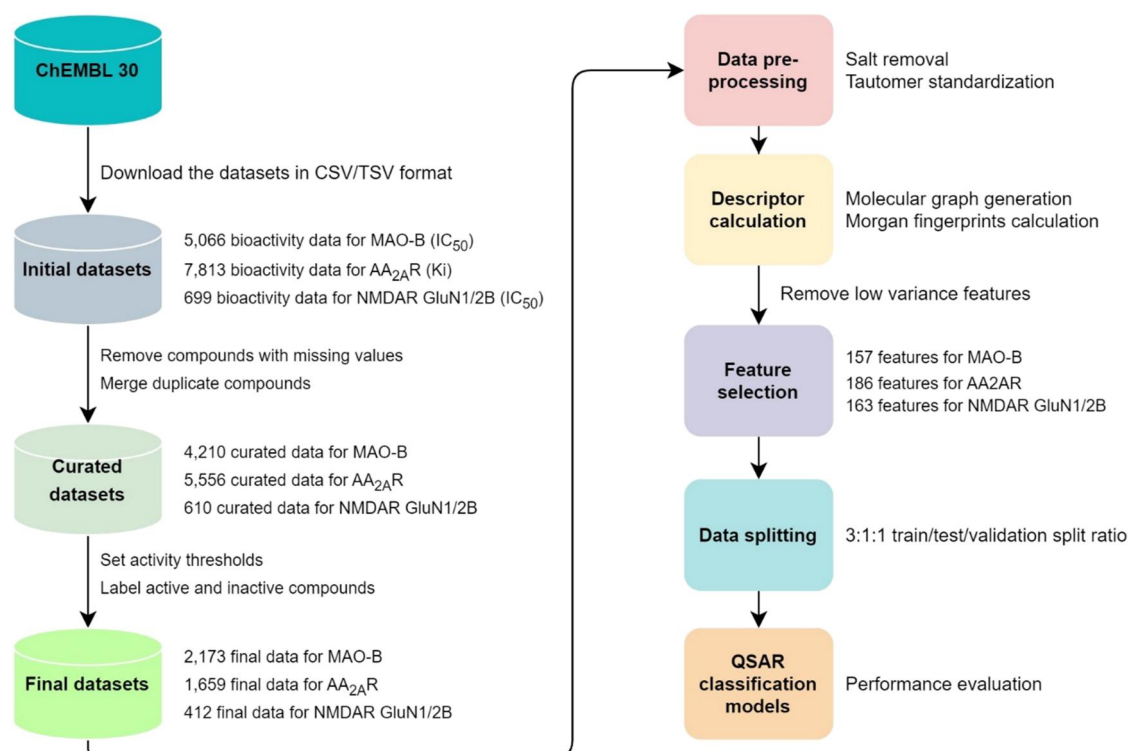 ChEMBL 30
Download the datasets in CSV/TSV format
Initial datasets
5,066 bioactivity data for MAO-B (IC50)
7,813 bioactivity data for AA2AR (Ki)
699 bioactivity data for NMDAR GluN1/2B (IC50)
Remove compounds with missing values
Merge duplicate compounds
Curated
datasets
4,210 curated data for MAO-B
5,556 curated data for AA2AR
610 curated data for NMDAR GluN1/2B
Set activity thresholds
Label active and inactive compounds
Final datasets
2,173 final data for MAO-B
1,659 final data for AA2AR
412 final data for NMDAR GluN1/2B
Data pre-
processing
Salt removal
Tautomer standardization
Descriptor
calculation
Molecular graph generation
Morgan fingerprints calculation
Remove low variance features
Feature
selection
157 features for MAO-B
186 features for AA2AR
163 features for NMDAR GluN1/2B
Data splitting
3:1:1 train/test/validation split ratio
QSAR
classification
models
Performance evaluation